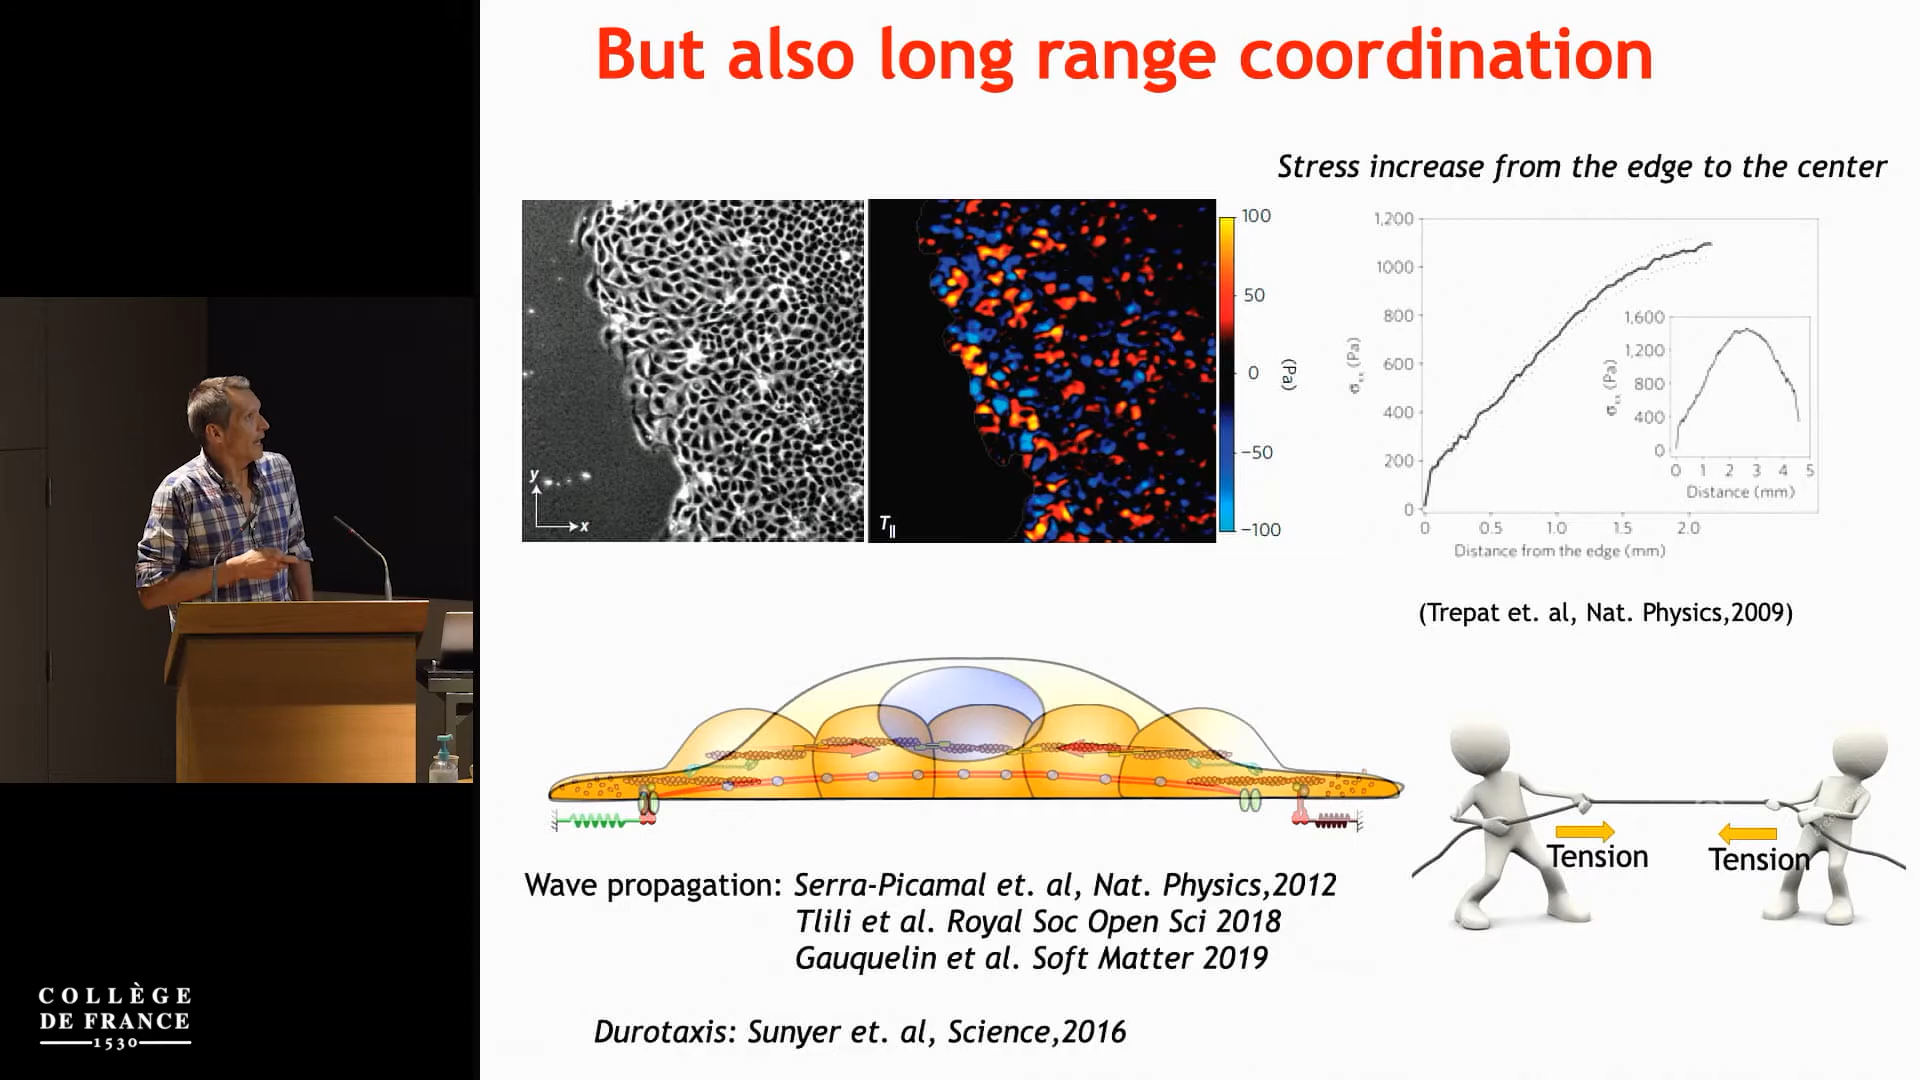 But also long range coordination
Stress increase from the edge to the center
100
50
0
−50
−100
(Pa)
y
x
T||
1,200
1000
800
600
400
200
0
σxx (Pa)
0 0.5 1.0 1.5 2.0
Distance from the edge (mm)
1,600
1,200
800
400
0
σxx (Pa)
0 1 2 3 4 5
Distance (mm)
(Trepat et. al, Nat. Physics,2009)
Tension
Tension
Wave propagation: Serra-Picamal et. al, Nat. Physics,2012
Tlili et al. Royal Soc Open Sci 2018
Gauquelin et al. Soft Matter 2019
Durotaxis: Sunyer et. al, Science,2016
COLLÈGE
DE FRANCE
1530